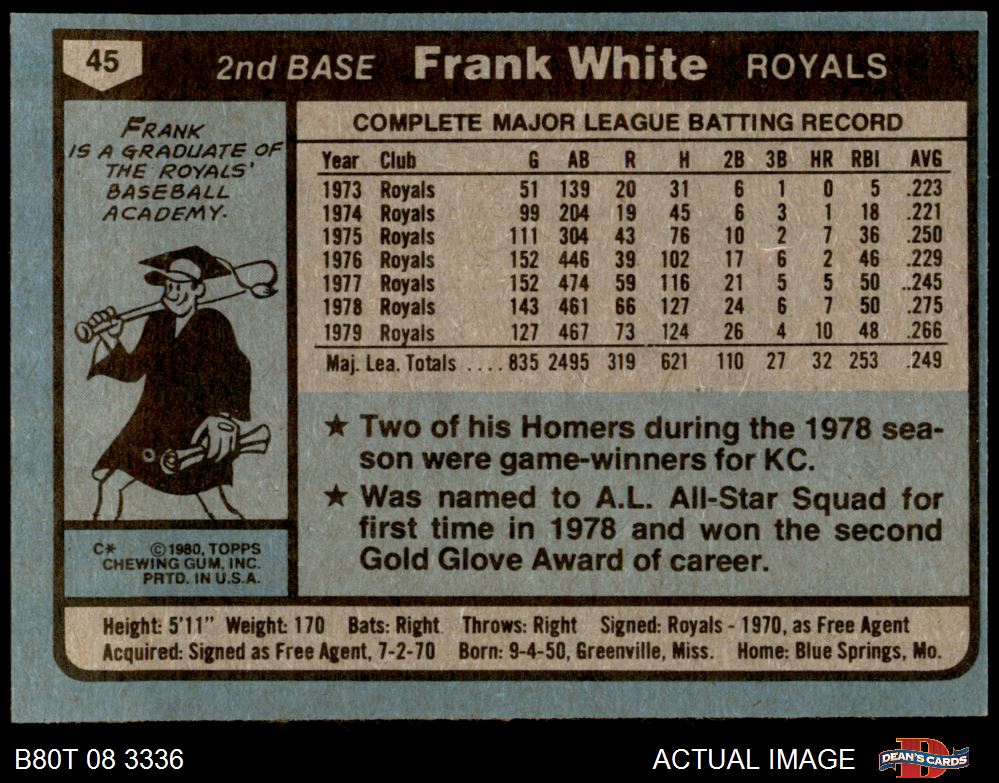 45 2nd BASE Frank White ROYALS
FRANK
IS A GRADUATE OF
THE ROYALS'
BASEBALL
ACADEMY.
COMPLETE MAJOR LEAGUE BATTING RECORD
Year Club G AB R H 2B 3B HR RBI AVG
1973 Royals 51 139 20 31 6 1 0 5 .223
1974 Royals 99 204 19 45 6 3 1 18 .221
1975 Royals 111 304 43 76 10 2 7 36 .250
1976 Royals 152 446 39 102 17 6 2 46 .229
1977 Royals 152 474 59 116 21 5 5 50 ..245
1978 Royals 143 461 66 127 24 6 7 50 .275
1979 Royals 127 467 73 124 26 4 10 48 .266
Maj. Lea. Totals .... 835 2495 319 621 110 27 32 253 .249
★ Two of his Homers during the 1978 sea-
son were game-winners for KC.
★ Was named to A.L. All-Star Squad for
first time in 1978 and won the second
Gold Glove Award of career.
C* © 1980, TOPPS
CHEWING GUM, INC.
PRTD. IN U.S.A.
Height: 5'11" Weight: 170 Bats: Right Throws: Right Signed: Royals - 1970, as Free Agent
Acquired: Signed as Free Agent, 7-2-70 Born: 9-4-50, Greenville, Miss. Home: Blue Springs, Mo.
B80T 08 3336 ACTUAL IMAGE DEAN'S CARDS